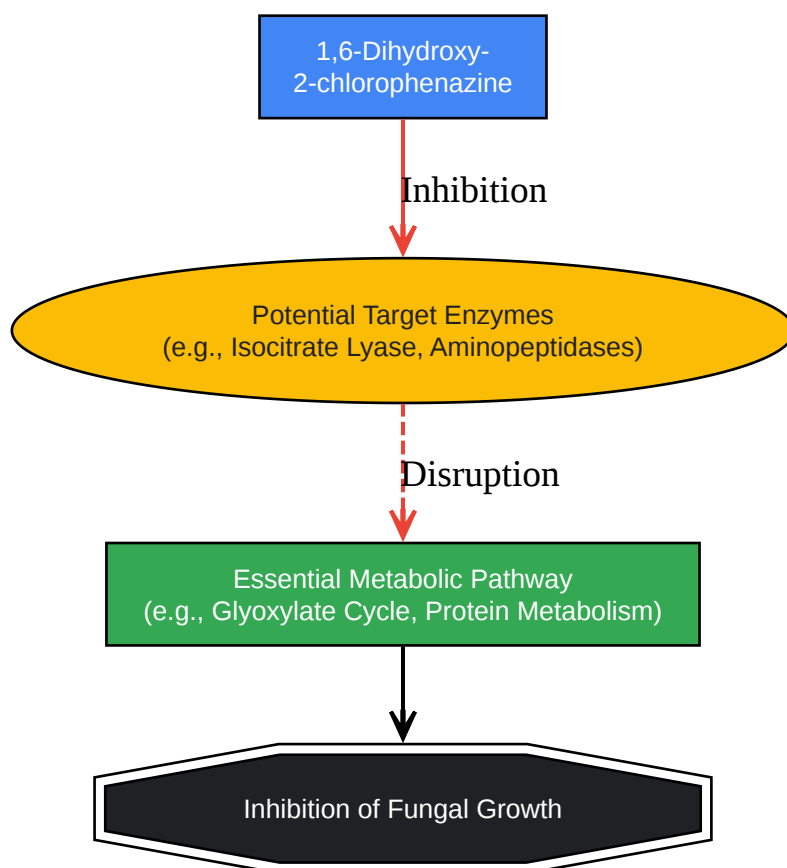 1,6-Dihydroxy-
2-chlorophenazine
Inhibition
Potential Target Enzymes
(e.g., Isocitrate Lyase, Aminopeptidases)
Disruption
Essential Metabolic Pathway
(e.g., Glyoxylate Cycle, Protein Metabolism)
Inhibition of Fungal Growth